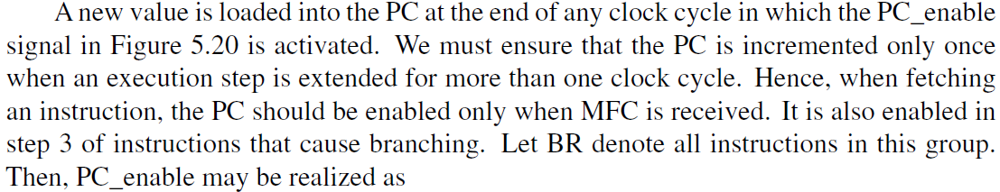 A new value is loaded into the PC at the end of any clock cycle in which the PC_enable
signal in Figure 5.20 is activated. We must ensure that the PC is incremented only once
when an execution step is extended for more than one clock cycle. Hence, when fetching
an instruction, the PC should be enabled only when MFC is received. It is also enabled in
step 3 of instructions that cause branching. Let BR denote all instructions in this group.
Then, PC_enable may be realized as